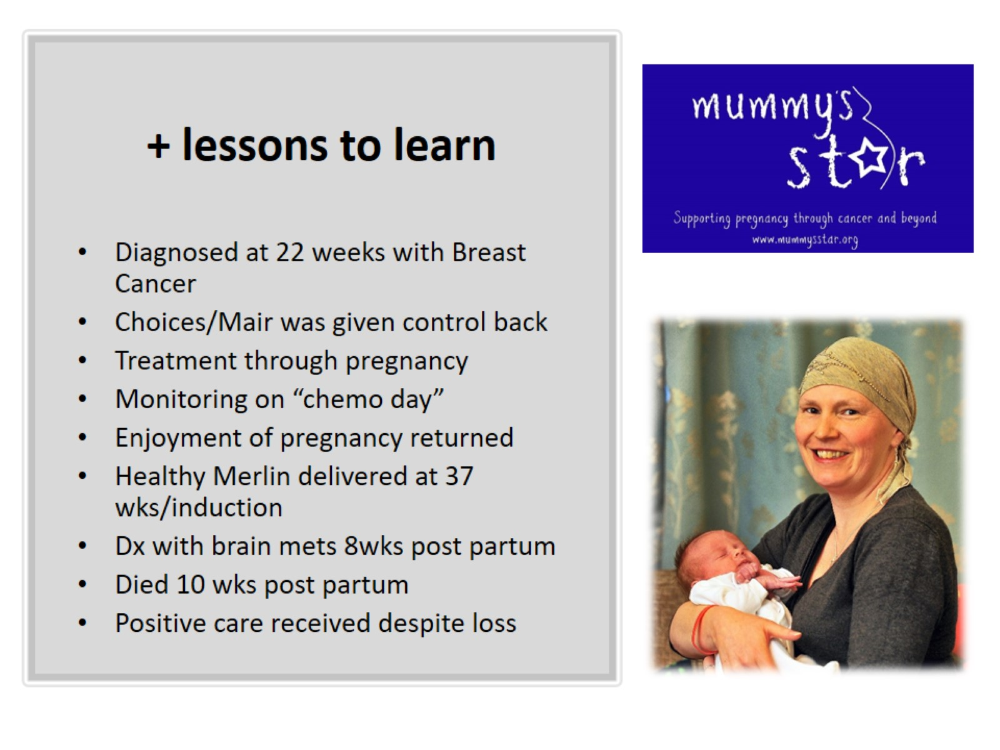 + lessons to learn
• Diagnosed at 22 weeks with Breast
Cancer
• Choices/Mair was given control back
• Treatment through pregnancy
• Monitoring on “chemo day”
• Enjoyment of pregnancy returned
• Healthy Merlin delivered at 37
wks/induction
• Dx with brain mets 8wks post partum
• Died 10 wks post partum
• Positive care received despite loss
mummy's
star
Supporting pregnancy through cancer and beyond
www.mummysstar.org